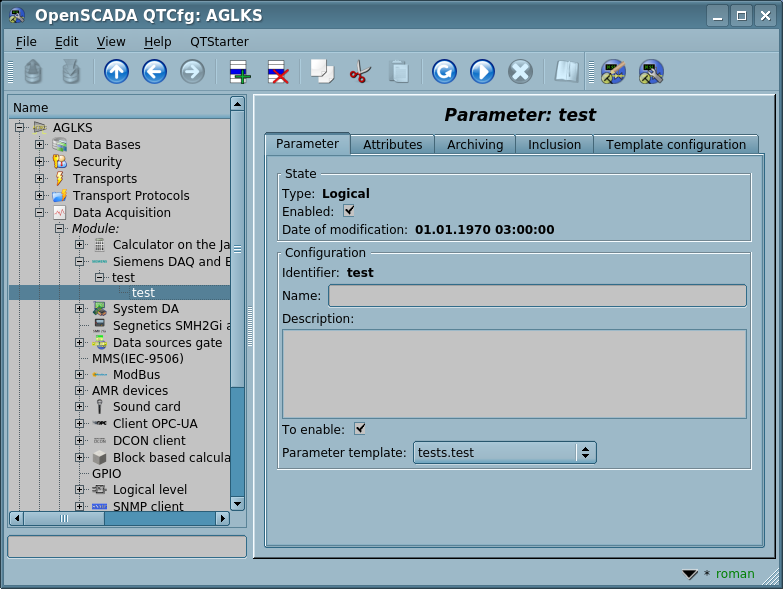 OpenSCADA QTCfg: AGLKS
File Edit View Help QTStarter
Name
AGLKS
Data Bases
Security
Transports
Transport Protocols
Data Acquisition
Module:
Calculator on the Ja
Siemens DAQ and
test
test
System DA
Segnetics SMH2Gi
Data sources gate
MMS(IEC-9506)
ModBus
AMR devices
Sound card
Client OPC-UA
DCON client
Block based calcula
GPIO
Logical level
SNMP client
Parameter: test
Parameter Attributes Archiving Inclusion Template configuration
State
Type: Logical
Enabled:
Date of modification: 01.01.1970 03:00:00
Configuration
Identifier: test
Name:
Description:
To enable:
Parameter template: tests.test
* roman